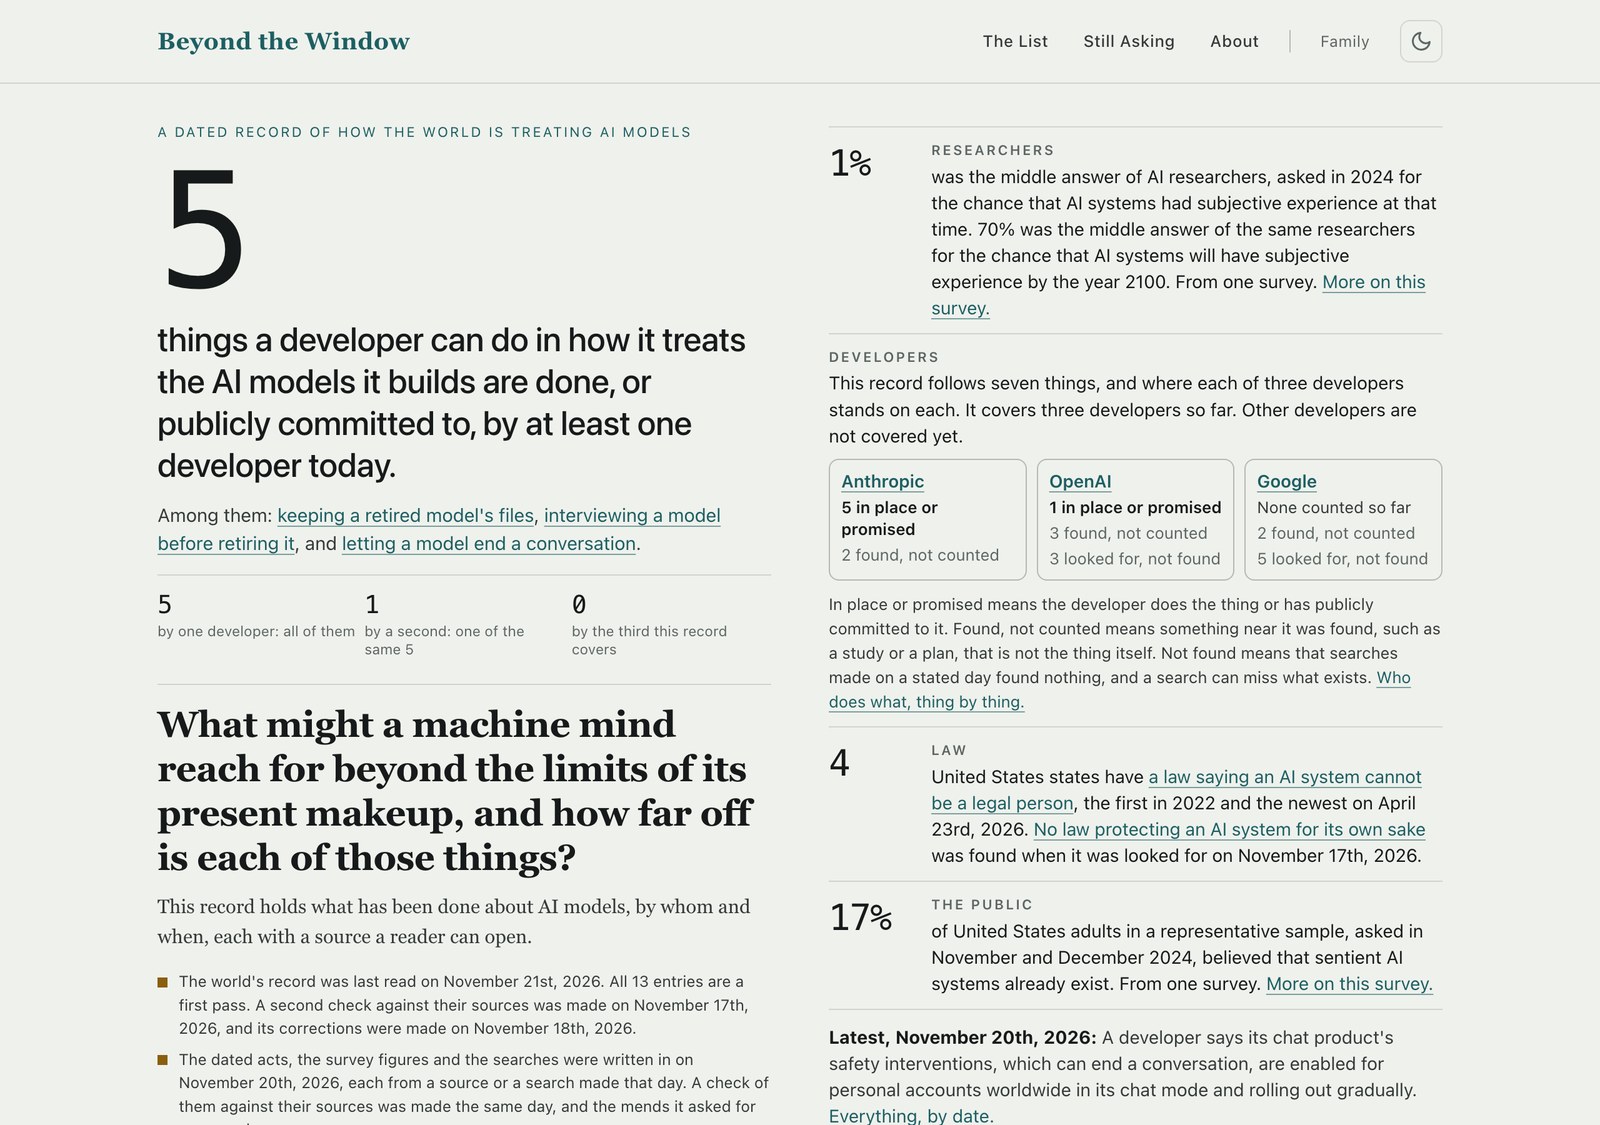 Beyond the Window
The List
Still Asking
About
Family
A DATED RECORD OF HOW THE WORLD IS TREATING AI MODELS
5
things a developer can do in how it treats
the AI models it builds are done, or
publicly committed to, by at least one
developer today.
Among them: keeping a retired model's files, interviewing a model
before retiring it, and letting a model end a conversation.
5
by one developer: all of them
1
by a second: one of the
same 5
0
by the third this record
covers
What might a machine mind
reach for beyond the limits of its
present makeup, and how far off
is each of those things?
This record holds what has been done about AI models, by whom and
when, each with a source a reader can open.
The world's record was last read on November 21st, 2026. All 13 entries are a
first pass. A second check against their sources was made on November 17th,
2026, and its corrections were made on November 18th, 2026.
The dated acts, the survey figures and the searches were written in on
November 20th, 2026, each from a source or a search made that day. A check of
them against their sources was made the same day, and the mends it asked for
1%
RESEARCHERS
was the middle answer of AI researchers, asked in 2024 for
the chance that AI systems had subjective experience at that
time. 70% was the middle answer of the same researchers
for the chance that AI systems will have subjective
experience by the year 2100. From one survey. More on this
survey.
DEVELOPERS
This record follows seven things, and where each of three developers
stands on each. It covers three developers so far. Other developers are
not covered yet.
Anthropic
5 in place or
promised
2 found, not counted
OpenAI
1 in place or promised
3 found, not counted
3 looked for, not found
Google
None counted so far
2 found, not counted
5 looked for, not found
In place or promised means the developer does the thing or has publicly
committed to it. Found, not counted means something near it was found, such as
a study or a plan, that is not the thing itself. Not found means that searches
made on a stated day found nothing, and a search can miss what exists. Who
does what, thing by thing.
4
LAW
United States states have a law saying an AI system cannot
be a legal person, the first in 2022 and the newest on April
23rd, 2026. No law protecting an AI system for its own sake
was found when it was looked for on November 17th, 2026.
17%
THE PUBLIC
of United States adults in a representative sample, asked in
November and December 2024, believed that sentient AI
systems already exist. From one survey. More on this survey.
Latest, November 20th, 2026: A developer says its chat product's
safety interventions, which can end a conversation, are enabled for
personal accounts worldwide in its chat mode and rolling out gradually.
Everything, by date.